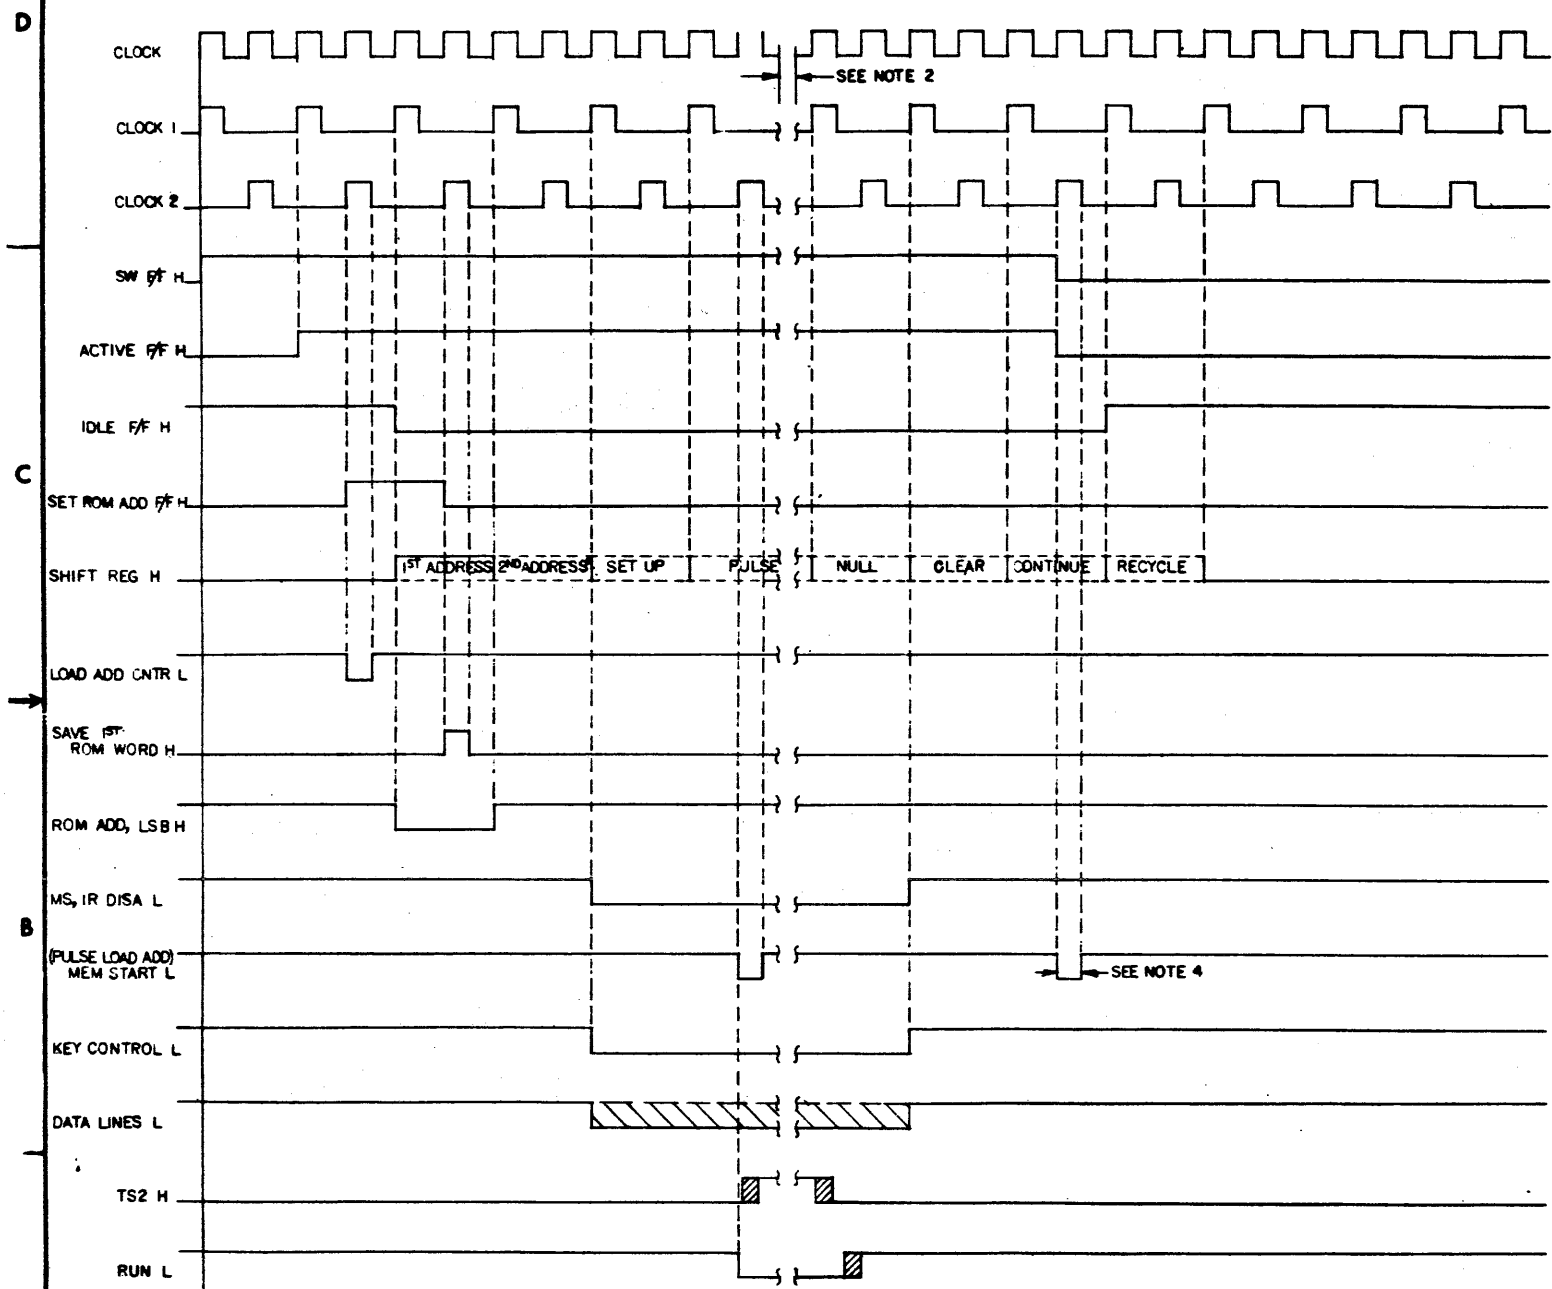 D
CLOCK
SEE NOTE 2
CLOCK 1
CLOCK 2
SW F/F H
ACTIVE F/F H
IDLE F/F H
C
SET ROM ADD F/F H
SHIFT REG H
1ST ADDRESS
2ND ADDRESS
SET UP
PULSE
NULL
CLEAR
CONTINUE
RECYCLE
LOAD ADD CNTR L
SAVE 1ST
ROM WORD H
ROM ADD, LSB H
MS, IR DISA L
B
(PULSE LOAD ADD)
MEM START L
SEE NOTE 4
KEY CONTROL L
DATA LINES L
TS2 H
RUN L